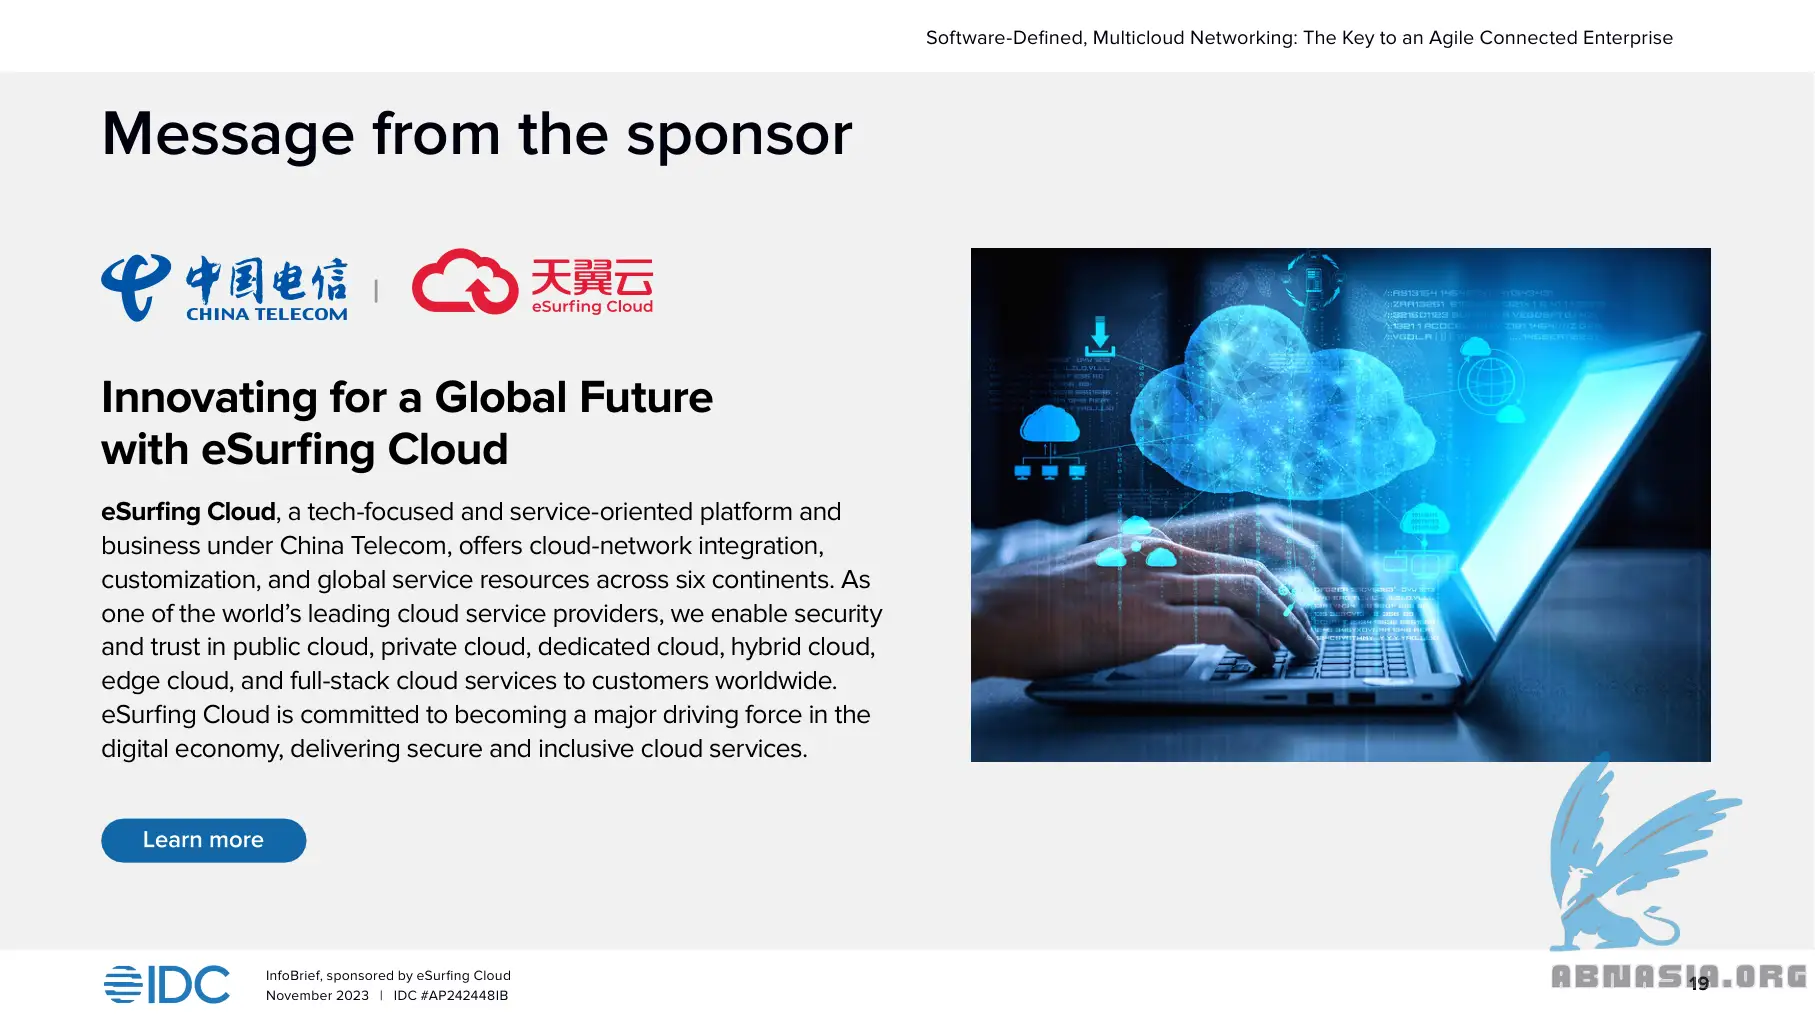 Software-Defined, Multicloud Networking: The Key to an Agile Connected Enterprise
Message from the sponsor
中国电信
CHINA TELECOM
天翼云
eSurfing Cloud
Innovating for a Global Future
with eSurfing Cloud
eSurfing Cloud, a tech-focused and service-oriented platform and
business under China Telecom, offers cloud-network integration,
customization, and global service resources across six continents. As
one of the world’s leading cloud service providers, we enable security
and trust in public cloud, private cloud, dedicated cloud, hybrid cloud,
edge cloud, and full-stack cloud services to customers worldwide.
eSurfing Cloud is committed to becoming a major driving force in the
digital economy, delivering secure and inclusive cloud services.
Learn more
IDC
InfoBrief, sponsored by eSurfing Cloud
November 2023 | IDC #AP242448IB
19
ABNASIA.ORG